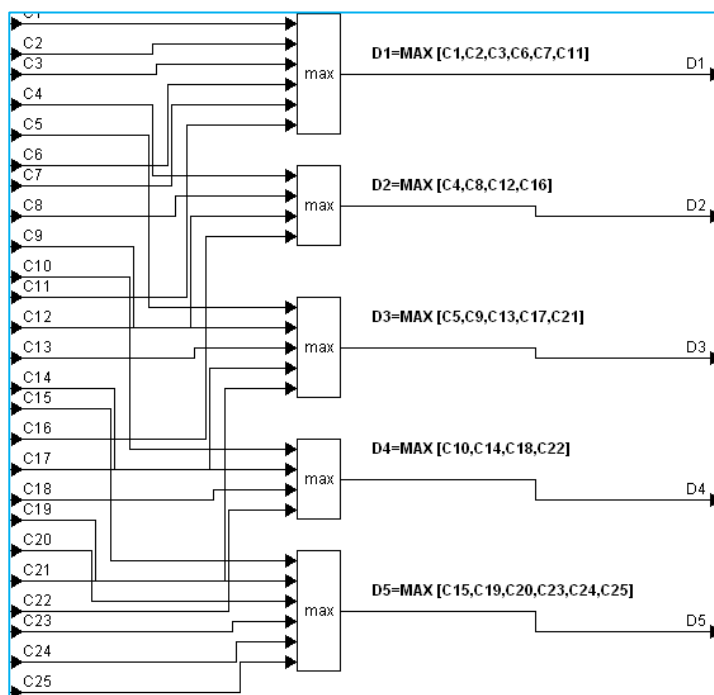 C1
C2
C3
C4
C5
C6
C7
C8
C9
C10
C11
C12
C13
C14
C15
C16
C17
C18
C19
C20
C21
C22
C23
C24
C25
max
D1=MAX [C1,C2,C3,C6,C7,C11]
D1
max
D2=MAX [C4,C8,C12,C16]
D2
max
D3=MAX [C5,C9,C13,C17,C21]
D3
max
D4=MAX [C10,C14,C18,C22]
D4
max
D5=MAX [C15,C19,C20,C23,C24,C25]
D5